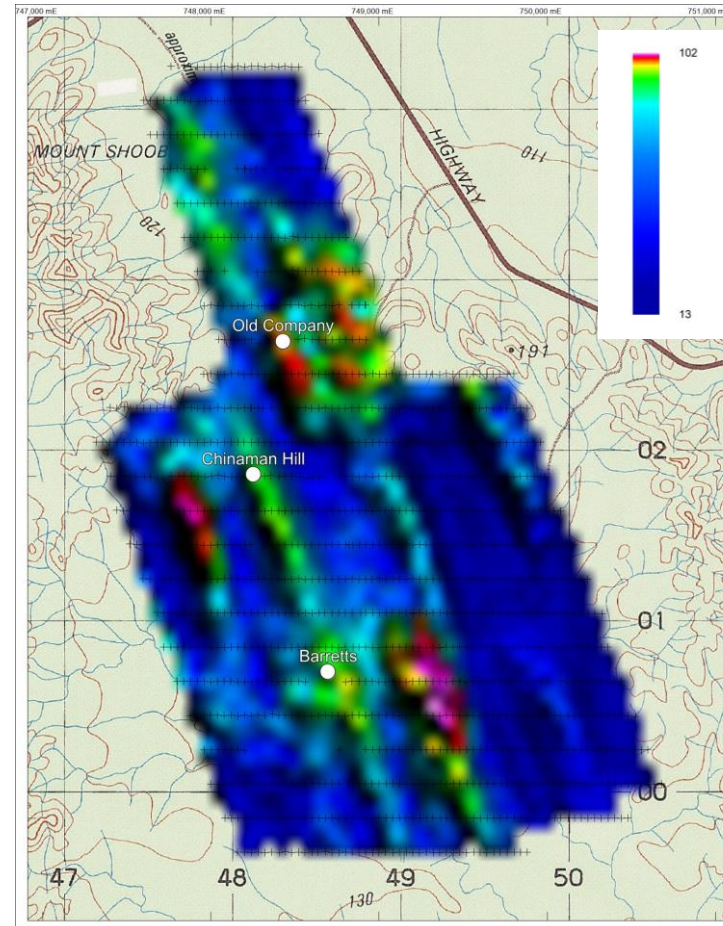 747,000 mE
748,000 mE
749,000 mE
750,000 mE
751,000 m
approxim
102
MOUNT SHOOB
HIGHWAY
110
120
13
Old Company
191
02
Chinaman Hill
01
Barretts
00
47
48
49
50
130